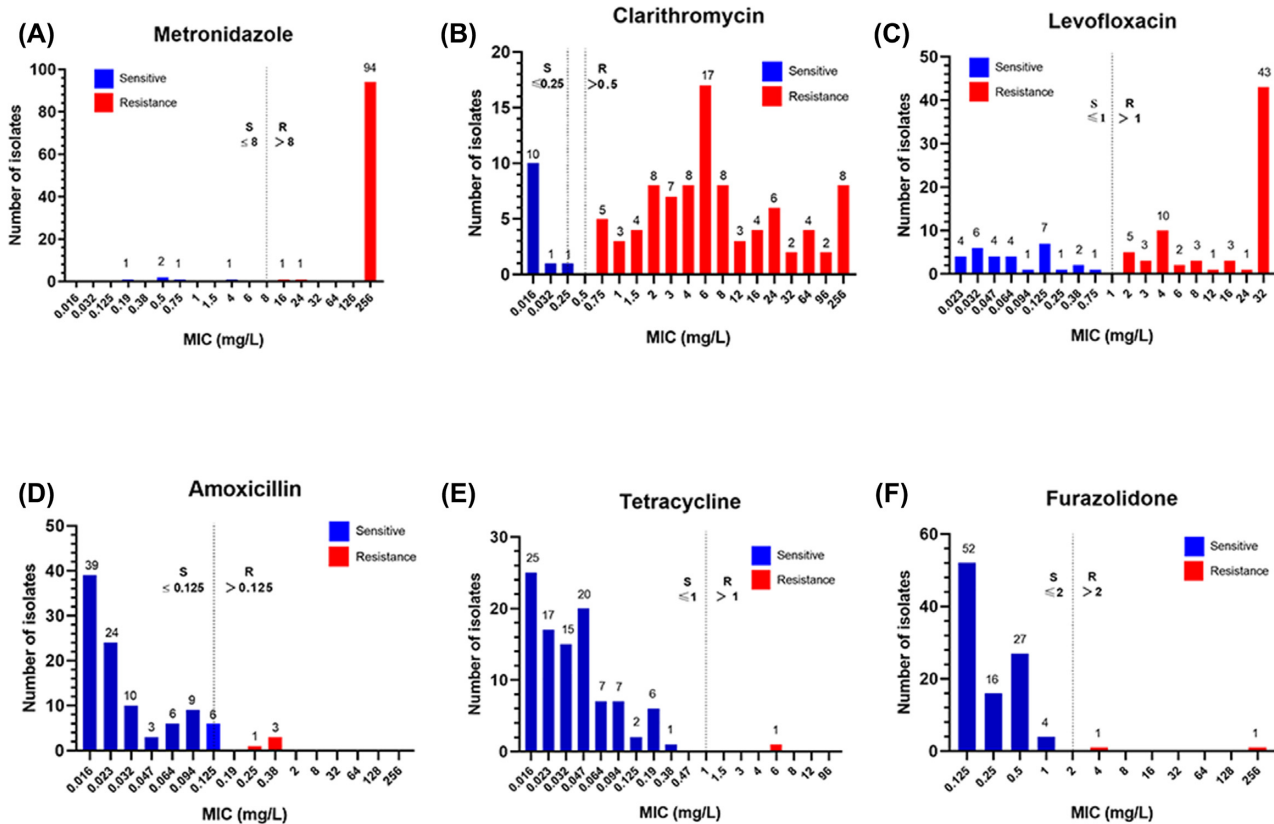 (A)
Metronidazole
Sensitive
Resistance
S
≤ 8
R
> 8
1 2 1 1 1 1 94
Number of isolates
100
80
60
40
20
0
0.016 0.032 0.125 0.19 0.38 0.5 0.75 1 1.5 4 6 8 16 24 32 64 128 256
MIC (mg/L)
(B)
Clarithromycin
Sensitive
Resistance
S
≤0.25
R
>0.5
10 1 1 5 3 4 8 7 8 17 8 3 4 6 2 4 2 8
Number of isolates
20
15
10
5
0
0.016 0.032 0.25 0.5 0.75 1 1.5 2 3 4 6 8 12 16 24 32 64 96 256
MIC (mg/L)
(C)
Levofloxacin
Sensitive
Resistance
S
≤1
R
> 1
4 6 4 4 1 7 1 2 1 5 3 10 2 3 1 3 1 43
Number of isolates
50
40
30
20
10
0
0.023 0.032 0.047 0.064 0.094 0.125 0.25 0.38 0.75 1 2 3 4 6 8 12 16 24 32
MIC (mg/L)
(D)
Amoxicillin
Sensitive
Resistance
S
≤ 0.125
R
> 0.125
39 24 10 3 6 9 6 1 3
Number of isolates
50
40
30
20
10
0
0.016 0.023 0.032 0.047 0.064 0.094 0.125 0.19 0.25 0.38 2 8 32 64 128 256
MIC (mg/L)
(E)
Tetracycline
Sensitive
Resistance
S
≤1
R
> 1
25 17 15 20 7 7 2 6 1 1
Number of isolates
30
20
10
0
0.016 0.023 0.032 0.047 0.064 0.094 0.125 0.19 0.38 0.47 1 1.5 3 4 6 8 12 96
MIC (mg/L)
(F)
Furazolidone
Sensitive
Resistance
S
≤2
R
> 2
52 16 27 4 1 1
Number of isolates
60
40
20
0
0.125 0.25 0.5 1 2 4 8 16 32 64 128 256
MIC (mg/L)